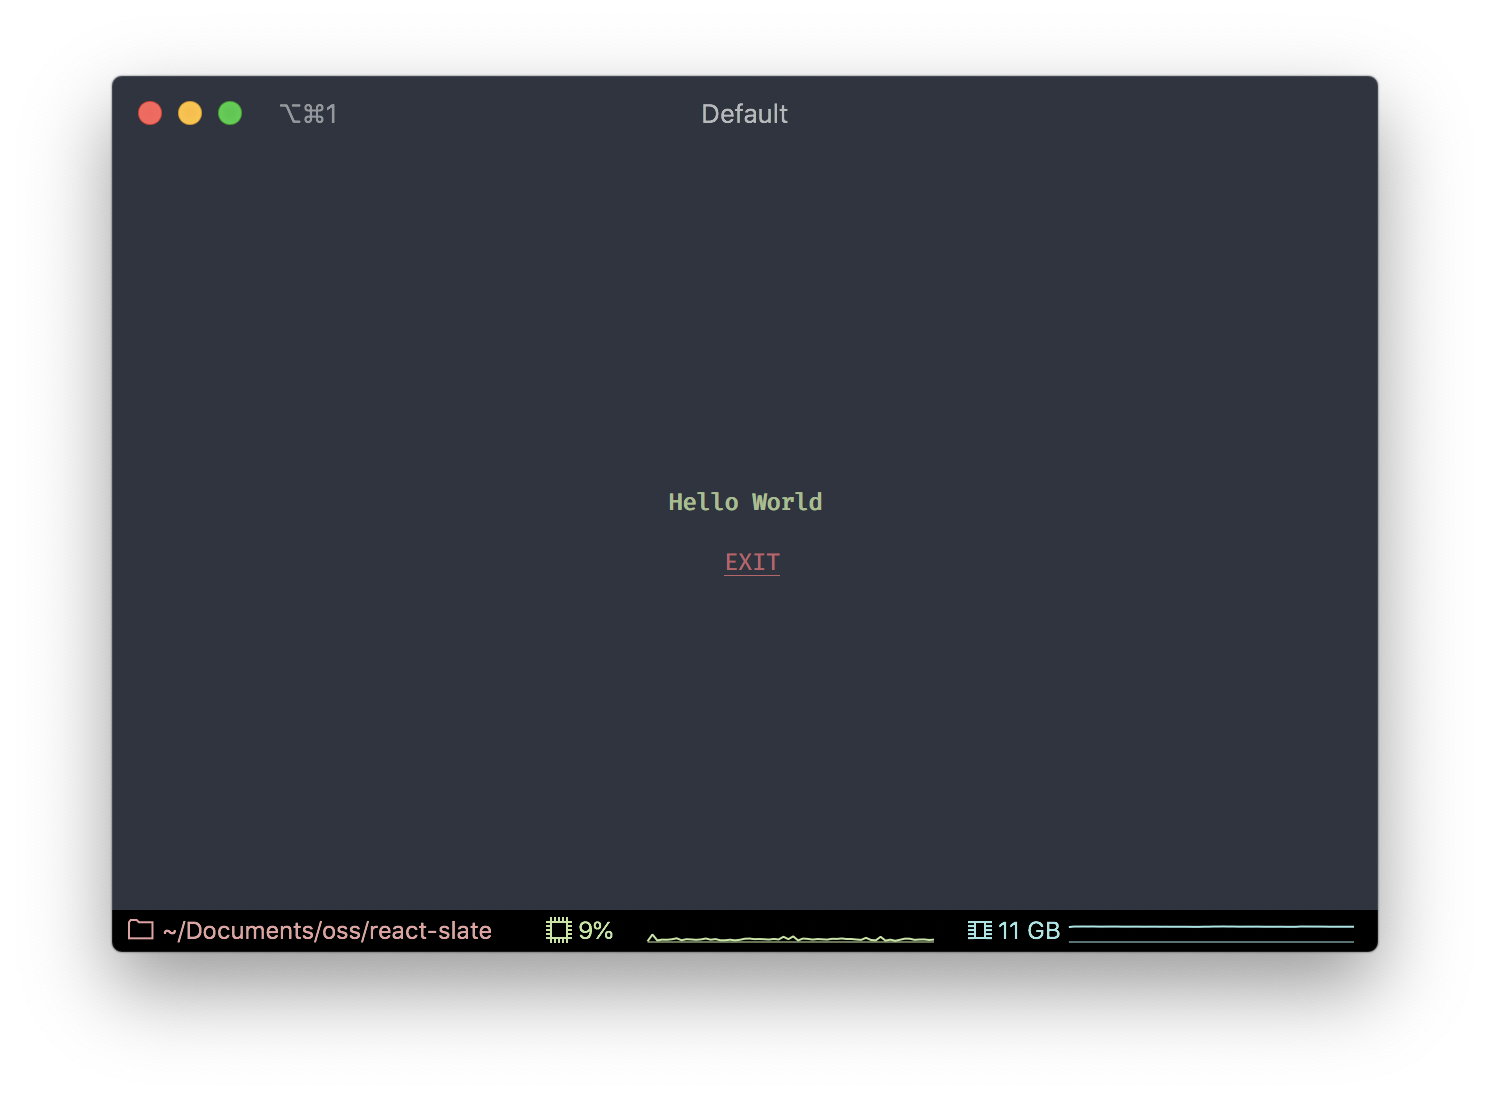 ⌥⌘1
Default
Hello World
EXIT
~/Documents/oss/react-slate
9%
11 GB